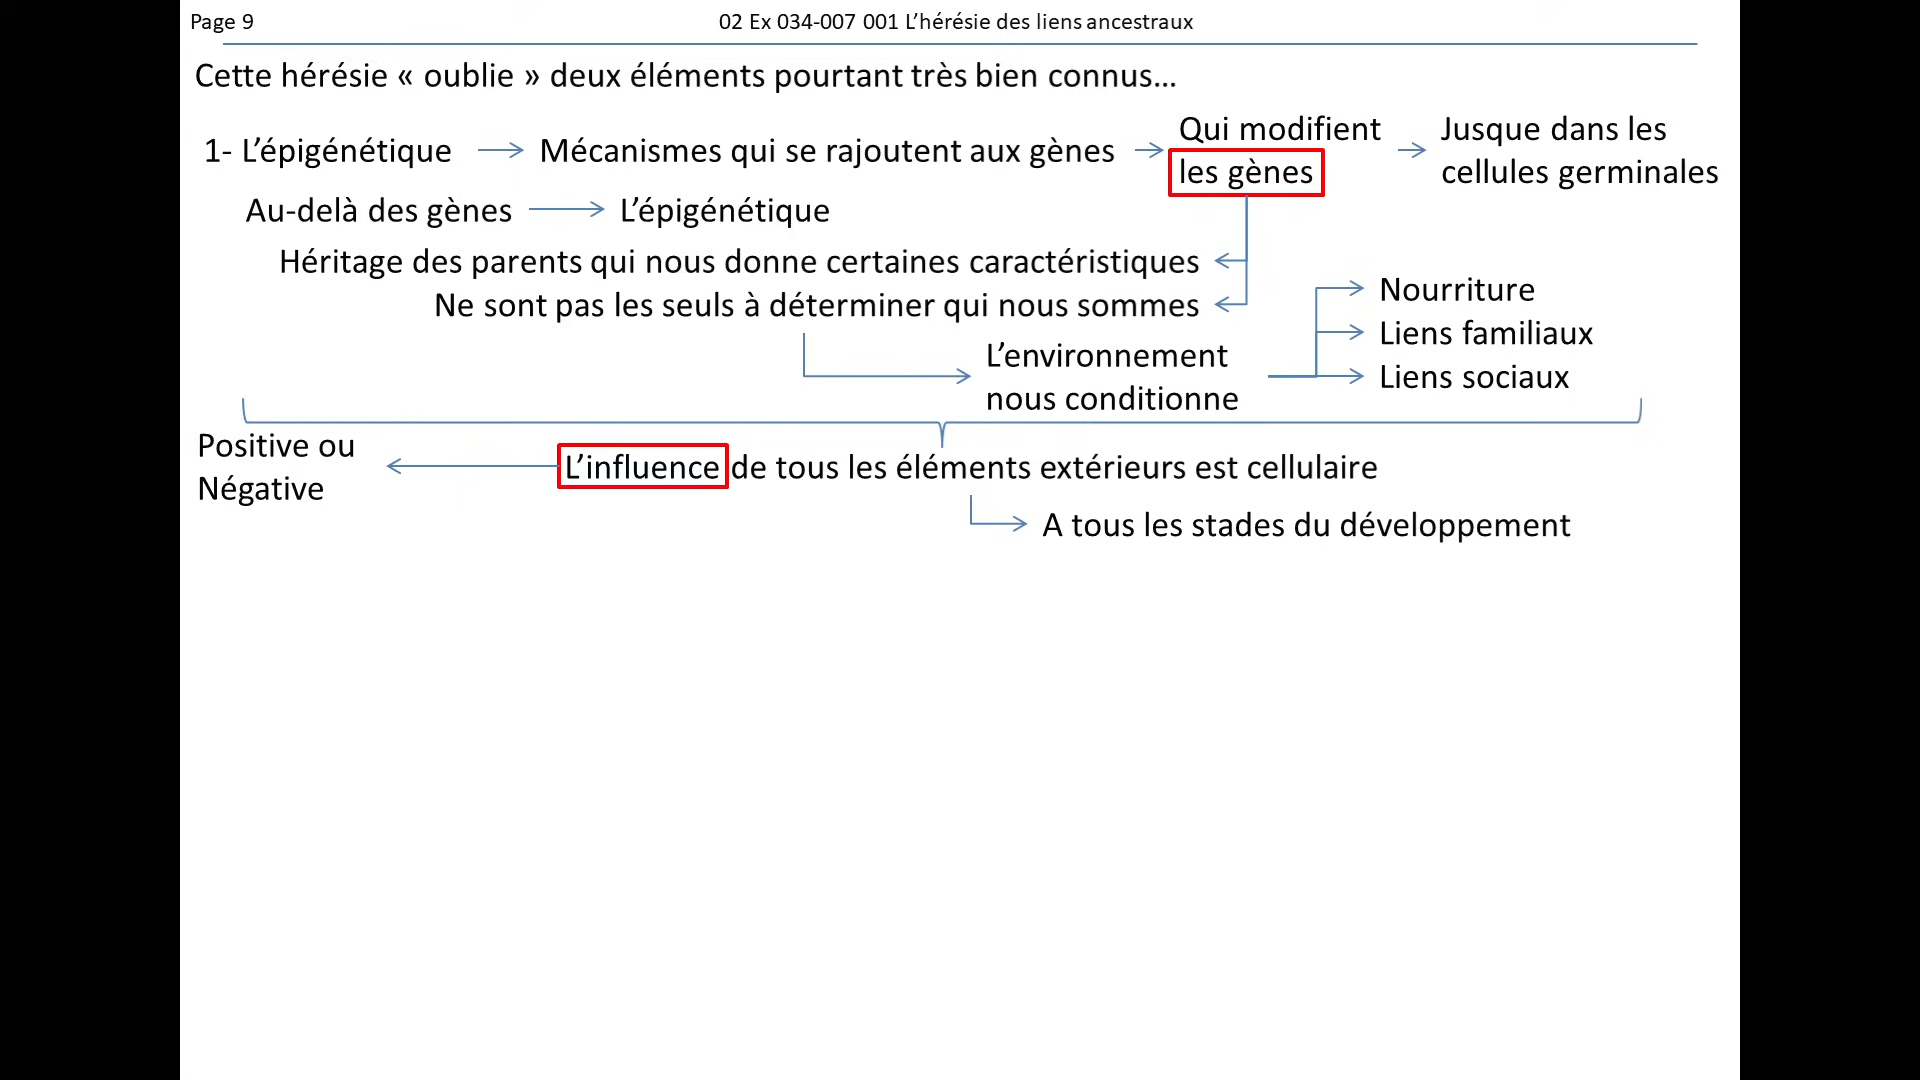 Page 9
02 Ex 034-007 001 L’hérésie des liens ancestraux
Cette hérésie « oublie » deux éléments pourtant très bien connus…
1- L’épigénétique
Mécanismes qui se rajoutent aux gènes
Qui modifient
les gènes
Jusque dans les
cellules germinales
Au-delà des gènes
L’épigénétique
Héritage des parents qui nous donne certaines caractéristiques
Ne sont pas les seuls à déterminer qui nous sommes
L’environnement
nous conditionne
Nourriture
Liens familiaux
Liens sociaux
Positive ou
Négative
L’influence de tous les éléments extérieurs est cellulaire
A tous les stades du développement